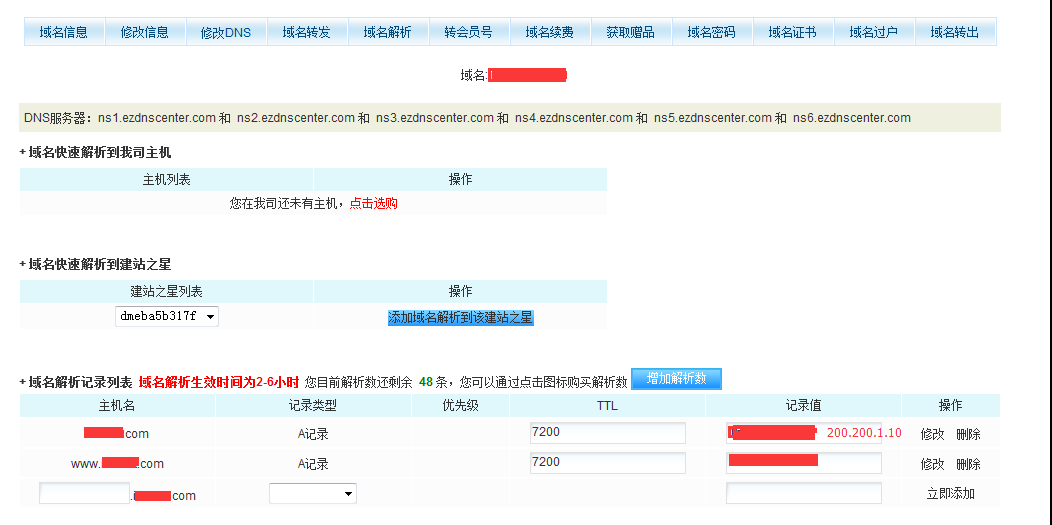 域名信息 修改信息 修改DNS 域名转发 域名解析 转会员号 域名续费 获取赠品 域名密码 域名证书 域名过户 域名转出
域名:
DNS服务器：ns1.ezdnscenter.com 和 ns2.ezdnscenter.com 和 ns3.ezdnscenter.com 和 ns4.ezdnscenter.com 和 ns5.ezdnscenter.com 和 ns6.ezdnscenter.com
+ 域名快速解析到我司主机
主机列表 操作
您在我司还未有主机，点击选购
+ 域名快速解析到建站之星
建站之星列表 操作
dmeba5b317f 添加域名解析到该建站之星
+ 域名解析记录列表 域名解析生效时间为2-6小时 您目前解析数还剩余 48 条，您可以通过点击图标购买解析数 增加解析数
主机名 记录类型 优先级 TTL 记录值 操作
.com A记录 7200 200.200.1.10 修改 删除
www. .com A记录 7200 修改 删除
. .com 立即添加